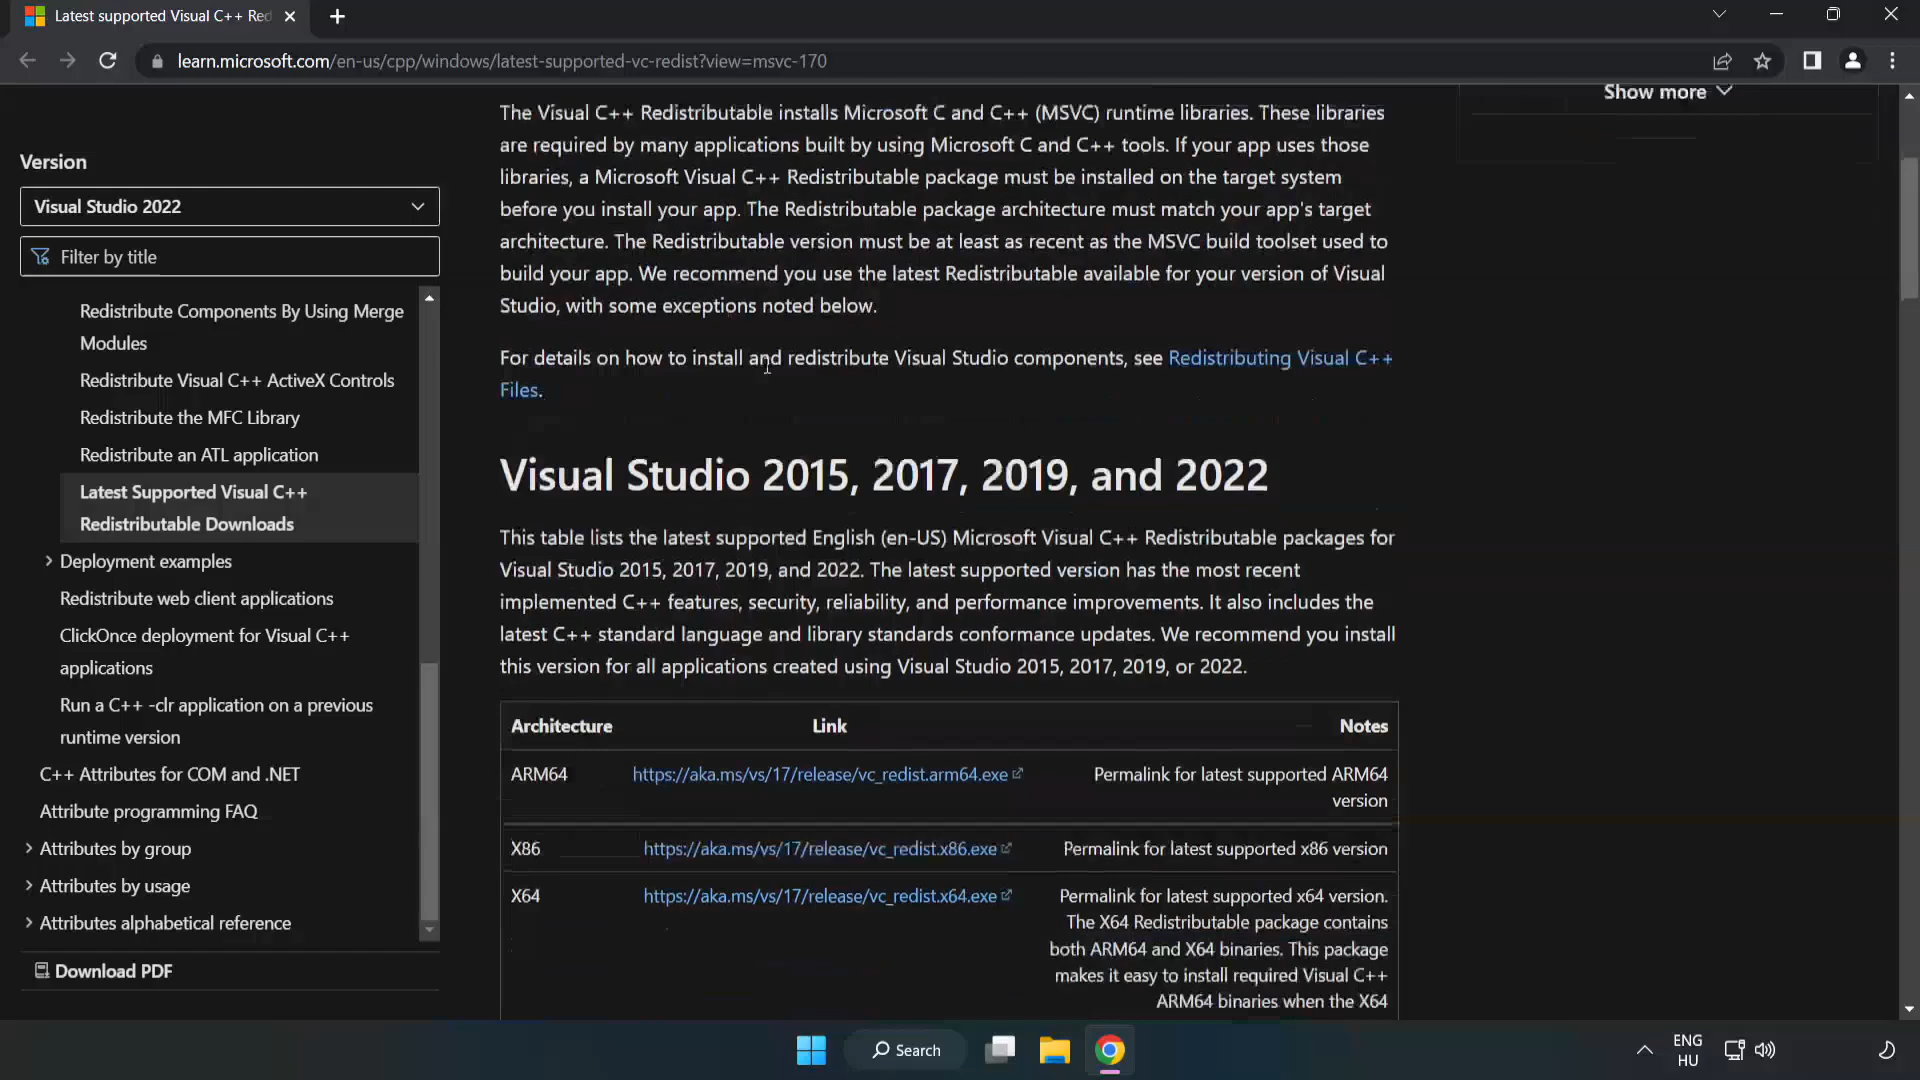 Latest supported Visual C++ Red
learn.microsoft.com/en-us/cpp/windows/latest-supported-vc-redist?view=msvc-170
Version
Visual Studio 2022
Filter by title
Redistribute Components By Using Merge
Modules
Redistribute Visual C++ ActiveX Controls
Redistribute the MFC Library
Redistribute an ATL application
Latest Supported Visual C++
Redistributable Downloads
Deployment examples
Redistribute web client applications
ClickOnce deployment for Visual C++
applications
Run a C++ -clr application on a previous
runtime version
C++ Attributes for COM and .NET
Attribute programming FAQ
Attributes by group
Attributes by usage
Attributes alphabetical reference
Download PDF
The Visual C++ Redistributable installs Microsoft C and C++ (MSVC) runtime libraries. These libraries
are required by many applications built by using Microsoft C and C++ tools. If your app uses those
libraries, a Microsoft Visual C++ Redistributable package must be installed on the target system
before you install your app. The Redistributable package architecture must match your app's target
architecture. The Redistributable version must be at least as recent as the MSVC build toolset used to
build your app. We recommend you use the latest Redistributable available for your version of Visual
Studio, with some exceptions noted below.
For details on how to install and redistribute Visual Studio components, see Redistributing Visual C++
Files.
Visual Studio 2015, 2017, 2019, and 2022
This table lists the latest supported English (en-US) Microsoft Visual C++ Redistributable packages for
Visual Studio 2015, 2017, 2019, and 2022. The latest supported version has the most recent
implemented C++ features, security, reliability, and performance improvements. It also includes the
latest C++ standard language and library standards conformance updates. We recommend you install
this version for all applications created using Visual Studio 2015, 2017, 2019, or 2022.
Architecture Link Notes
ARM64 https://aka.ms/vs/17/release/vc_redist.arm64.exe Permalink for latest supported ARM64
version
X86 https://aka.ms/vs/17/release/vc_redist.x86.exe Permalink for latest supported x86 version
X64 https://aka.ms/vs/17/release/vc_redist.x64.exe Permalink for latest supported x64 version.
The X64 Redistributable package contains
both ARM64 and X64 binaries. This package
makes it easy to install required Visual C++
ARM64 binaries when the X64
Show more
Search
ENG
HU